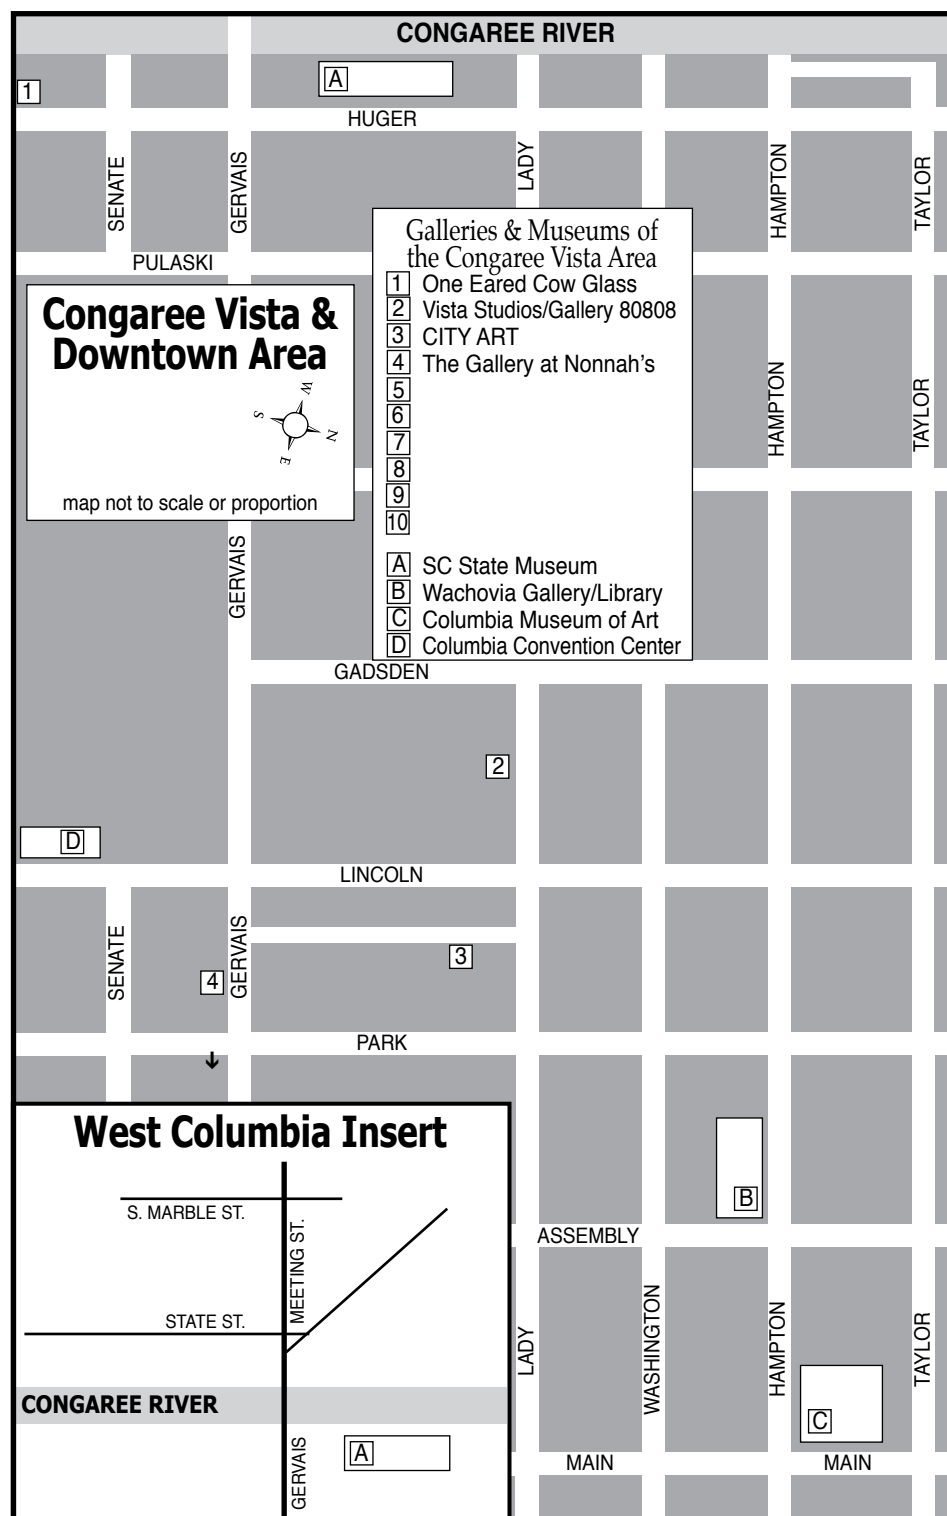 CONGAREE RIVER
1
A
HUGER
SENATE
GERVAIS
LADY
HAMPTON
TAYLOR
PULASKI
Galleries & Museums of
the Congaree Vista Area
1 One Eared Cow Glass
2 Vista Studios/Gallery 80808
3 CITY ART
4 The Gallery at Nonnah's
5
6
7
8
9
10
A SC State Museum
B Wachovia Gallery/Library
C Columbia Museum of Art
D Columbia Convention Center
Congaree Vista &
Downtown Area
W
S
N
E
map not to scale or proportion
HAMPTON
TAYLOR
GERVAIS
GADSDEN
2
D
LINCOLN
SENATE
GERVAIS
3
4
PARK
West Columbia Insert
S. MARBLE ST.
MEETING ST.
STATE ST.
CONGAREE RIVER
GERVAIS
A
B
ASSEMBLY
LADY
WASHINGTON
HAMPTON
TAYLOR
C
MAIN
MAIN